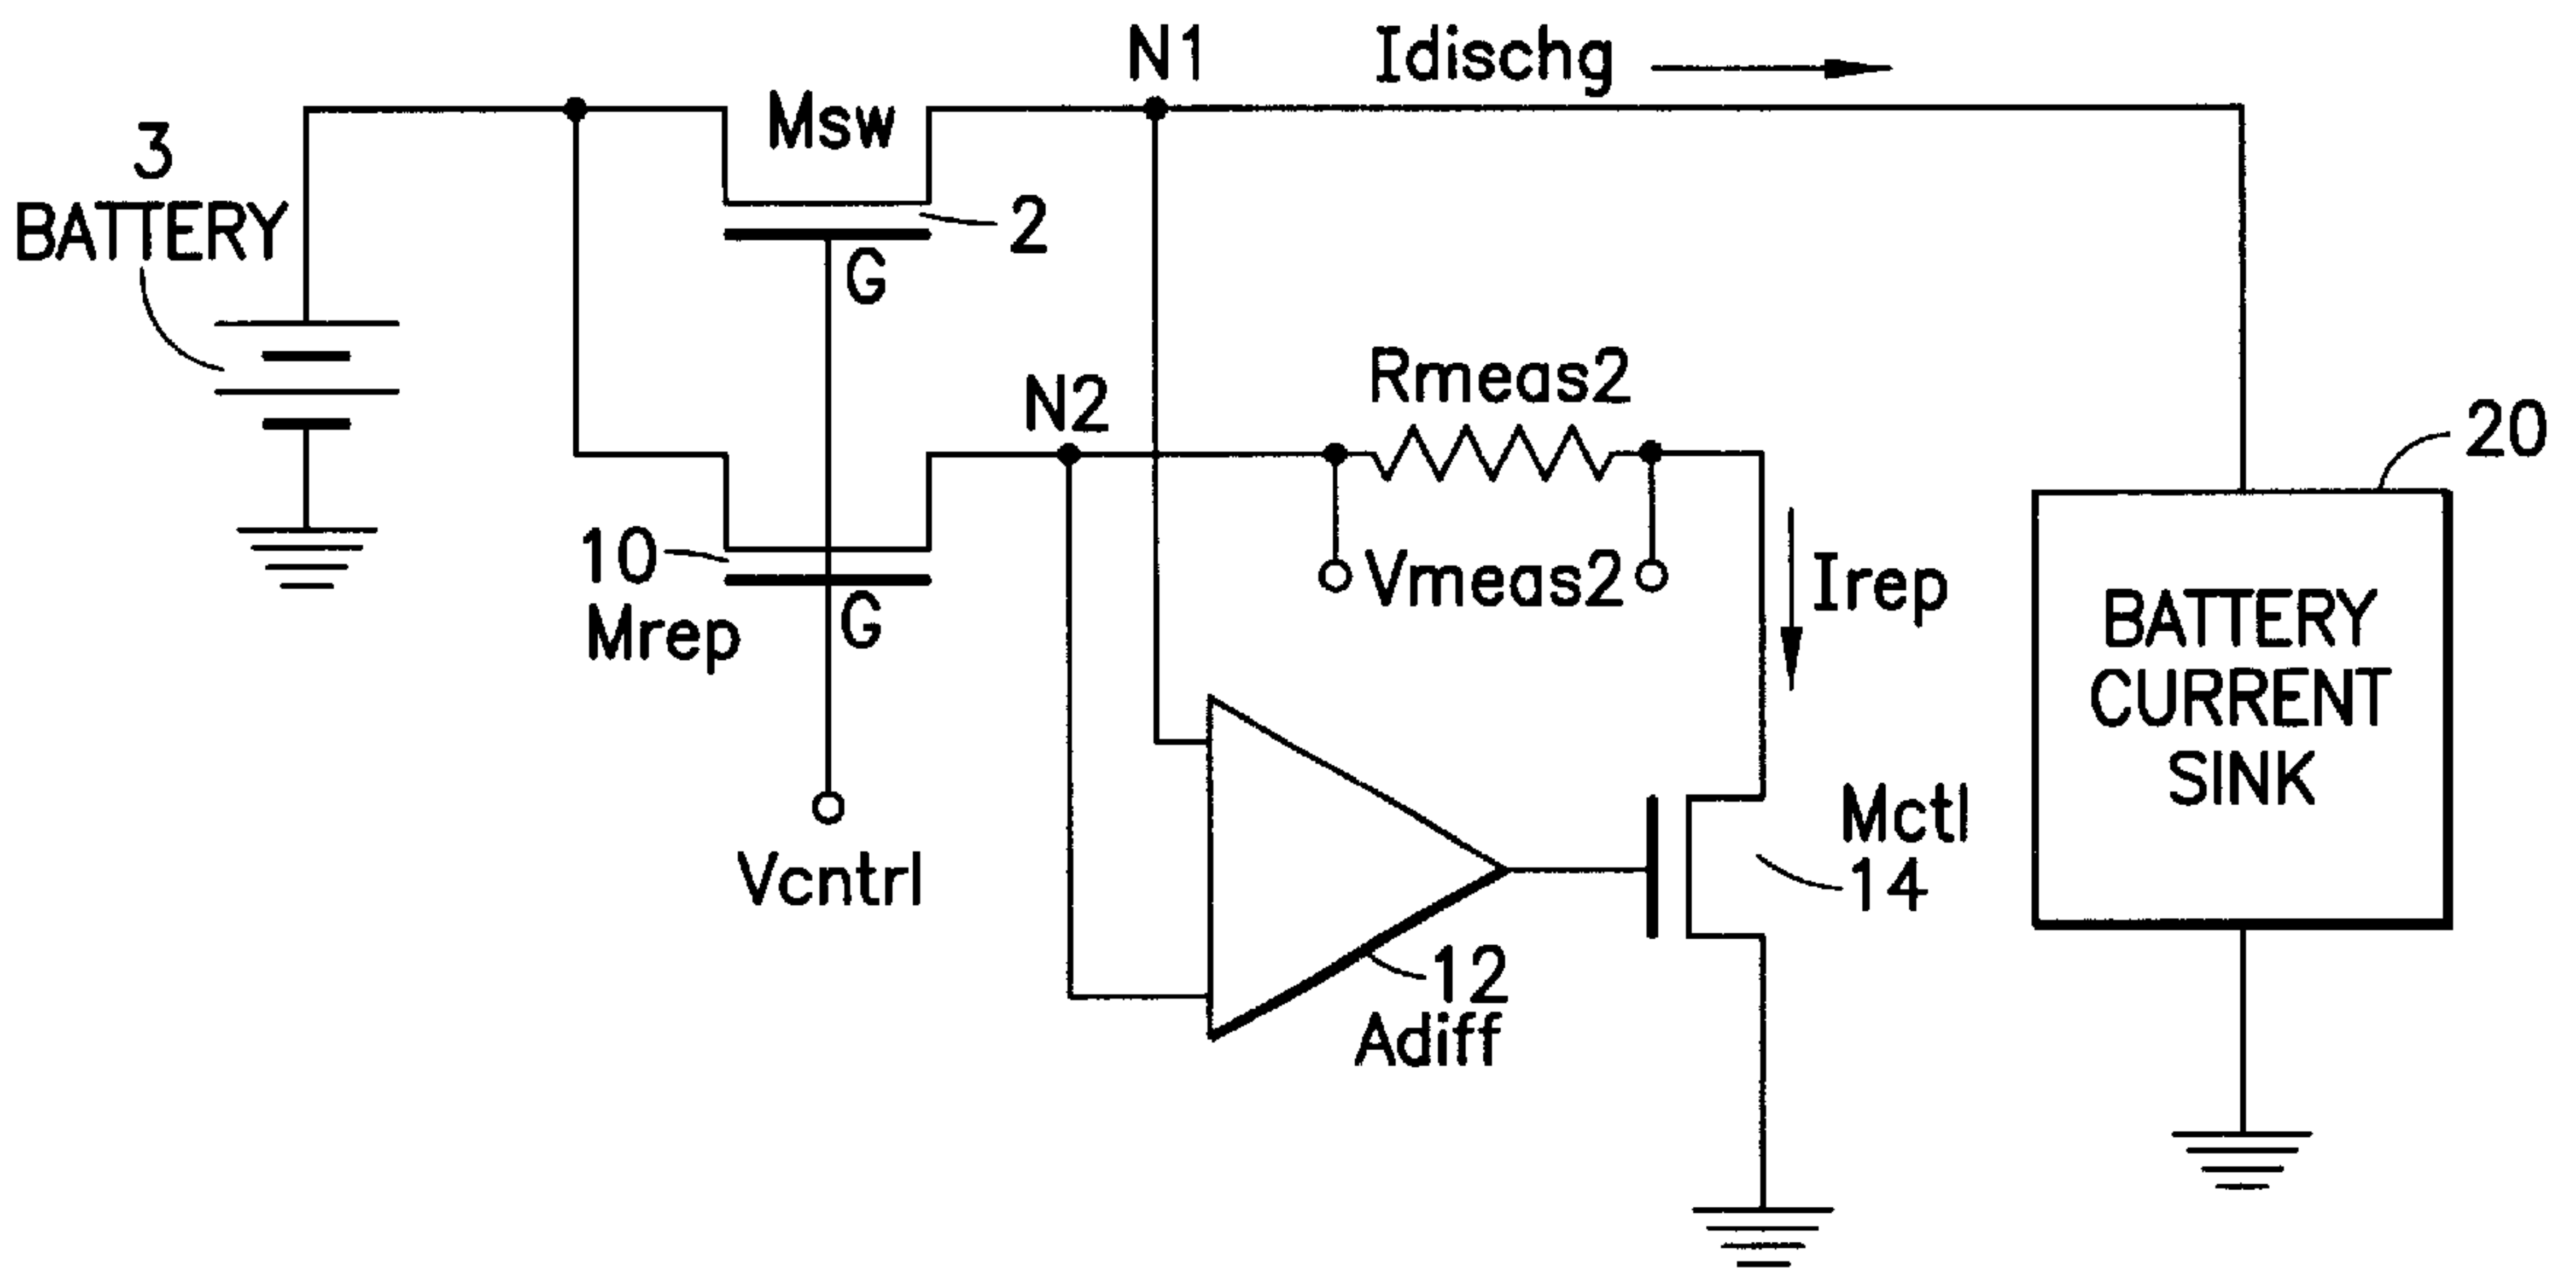 N1
Idischg
Msw
3
BATTERY
2
G
Rmeas2
N2
20
10
Mrep
G
Vmeas2
Irep
BATTERY
CURRENT
SINK
Vcntrl
Mctl
14
12
Adiff